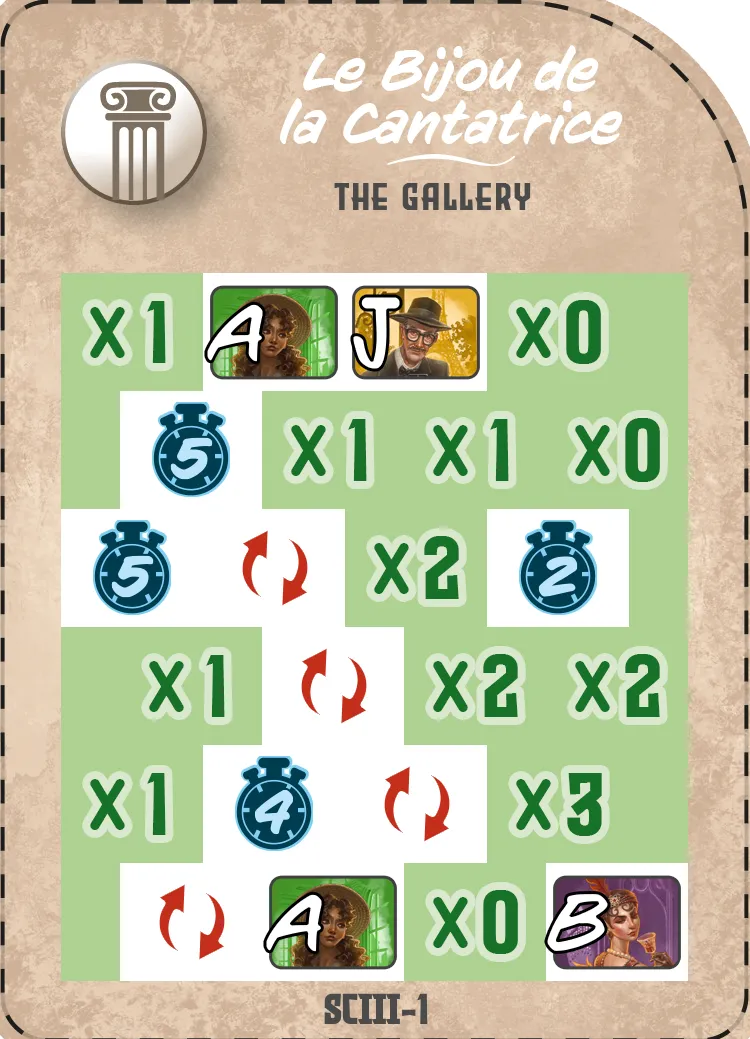 Le Bijou de
la Cantatrice
THE GALLERY
x1 A J x0
5 x1 x1 x0
5 x2 2
x1 x2 x2
x1 4 x3
A x0 B
SCIII-1